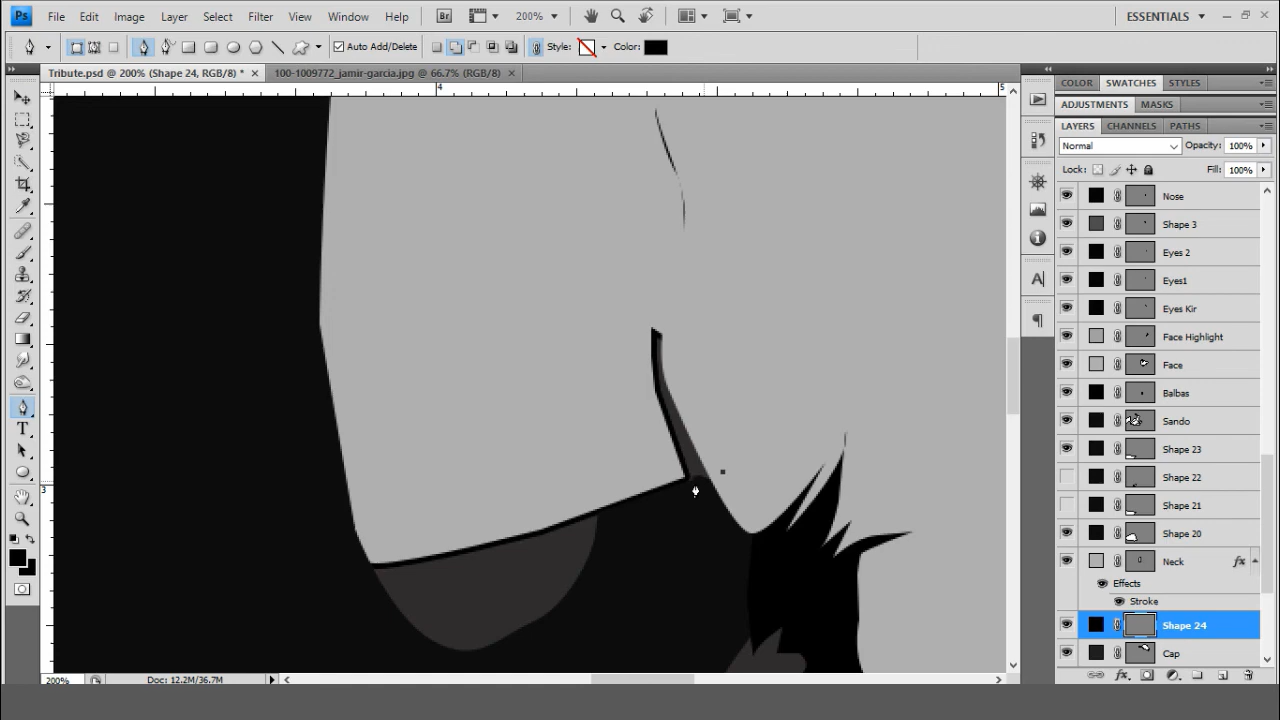 Ps File Edit Image Layer Select Filter View Window Help Br 200% ESSENTIALS
Auto Add/Delete Style: Color:
Tribute.psd @ 200% (Shape 24, RGB/8) * 100-1009772_jamir-garcia.jpg @ 66.7% (RGB/8)
4 5
3
COLOR SWATCHES STYLES
ADJUSTMENTS MASKS
LAYERS CHANNELS PATHS
Normal Opacity: 100%
Lock: Fill: 100%
Nose
Shape 3
Eyes 2
Eyes1
Eyes Kir
Face Highlight
Face
Balbas
Sando
Shape 23
Shape 22
Shape 21
Shape 20
Neck fx
Effects
Stroke
Shape 24
Cap
200% Doc: 12.2M/36.7M